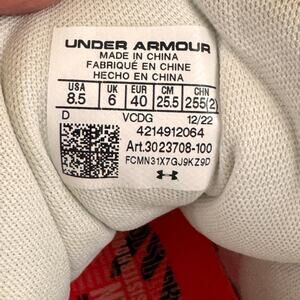 UNDER ARMOUR
MADE IN CHINA
FABRIQUÉ EN CHINE
HECHO EN CHINA
USA UK EUR CM CHN
8.5 6 40 25.5 255(2)
D VCDG 12/22
4214912064
Art.3023708-100
FCMN31X7GJ9KZ9D